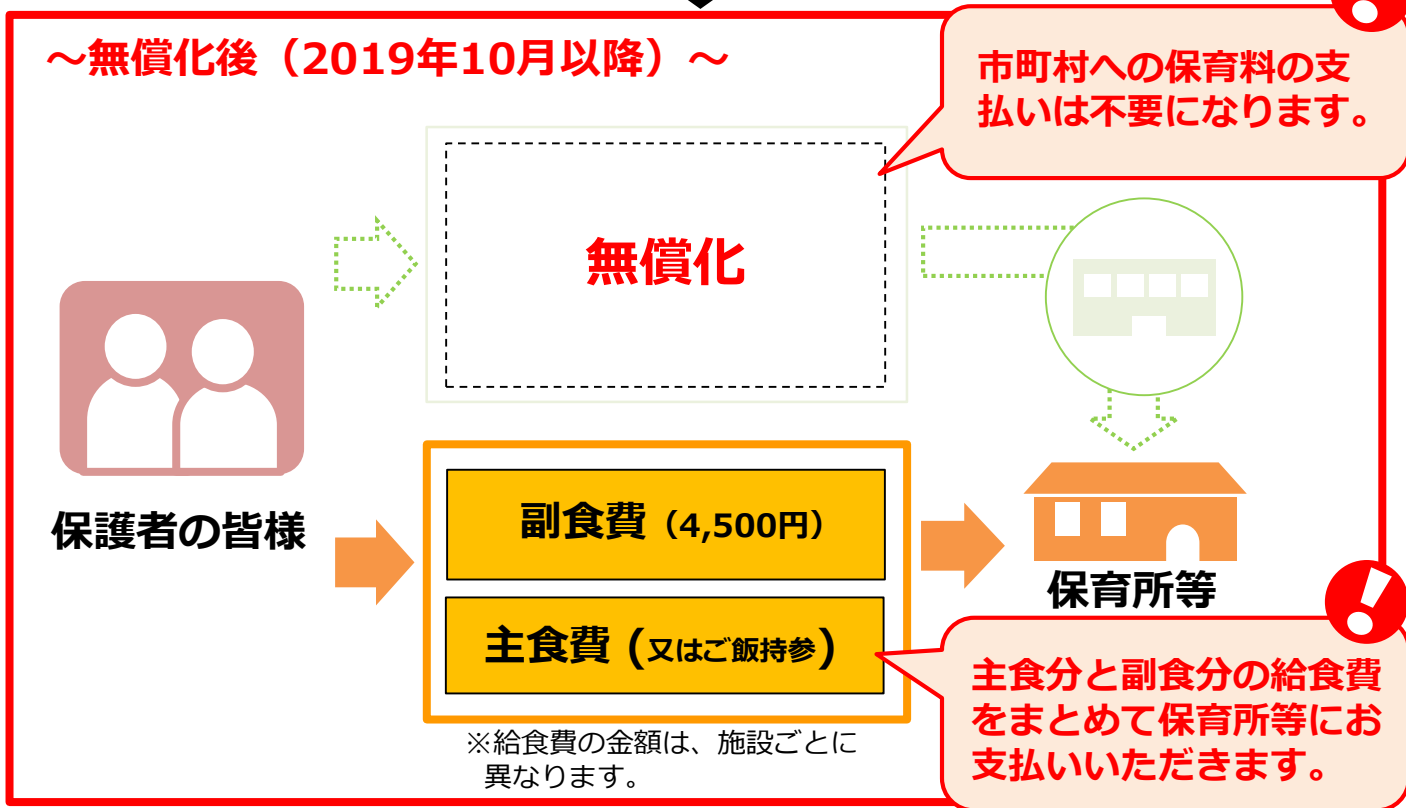 ～無償化後（2019年10月以降）～
市町村への保育料の支
払いは不要になります。
無償化
保護者の皆様
副食費（4,500円）
主食費（又はご飯持参）
保育所等
※給食費の金額は、施設ごとに
異なります。
主食分と副食分の給食費
をまとめて保育所等にお
支払いいただきます。